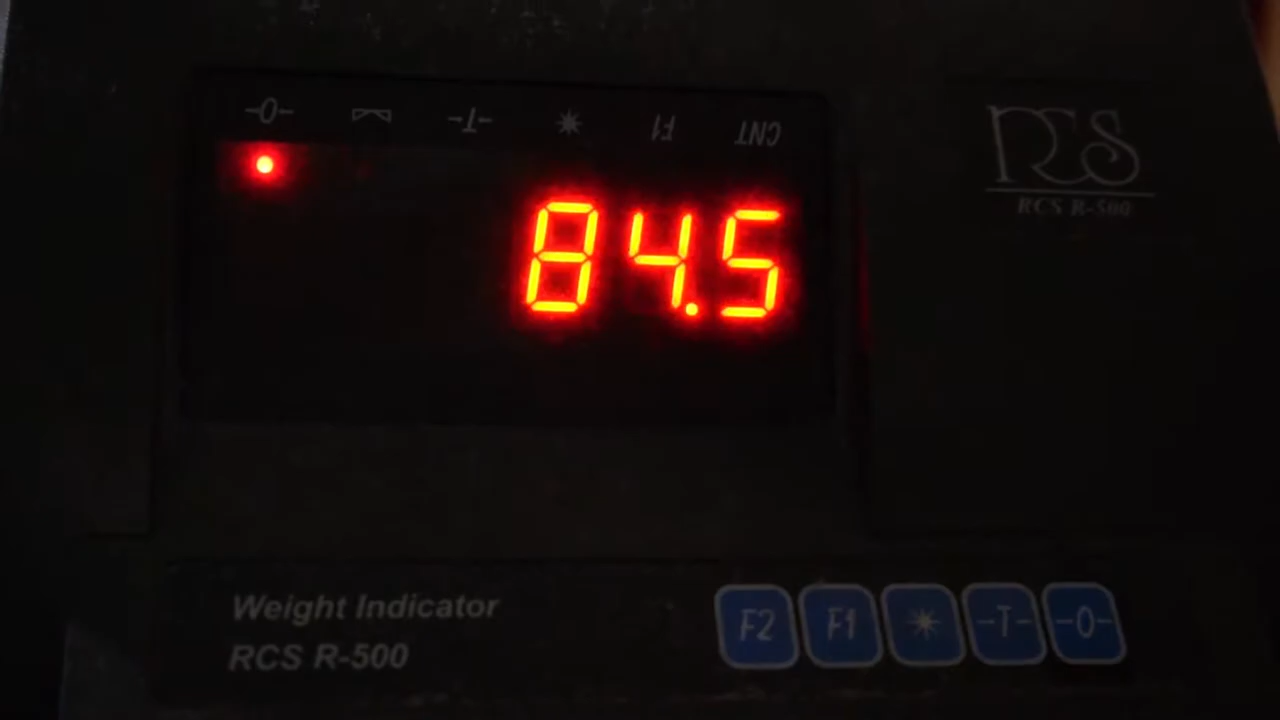 -0- -T- F1 CNT
RCS
RCS R-500
84.5
Weight Indicator
RCS R-500
F2 F1 -T- -0-